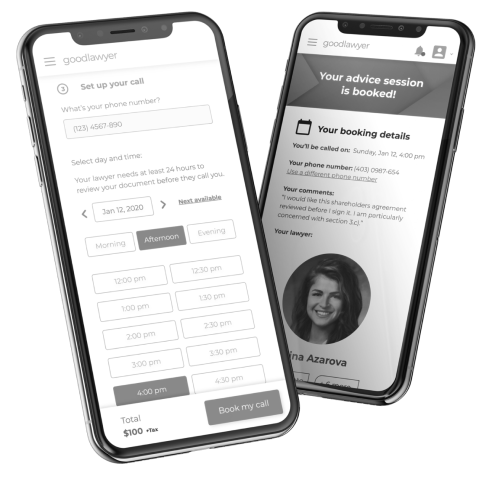 goodlawyer
3 Set up your call
What's your phone number?
(123) 4567-890
Select day and time:
Your lawyer needs at least 24 hours to
review your document before they call you.
Jan 12, 2020
Next available
Morning
Afternoon
Evening
12:00 pm
12:30 pm
1:00 pm
1:30 pm
2:00 pm
2:30 pm
3:00 pm
3:30 pm
4:00 pm
4:30 pm
Total
$100 +Tax
Book my call
goodlawyer
Your advice session
is booked!
Your booking details
You'll be called on: Sunday, Jan 12, 4:00 pm
Your phone number: (403) 0987-654
Use a different phone number
Your comments:
"I would like this shareholders agreement
reviewed before I sign it. I am particularly
concerned with section 3.c)."
Your lawyer:
ina Azarova